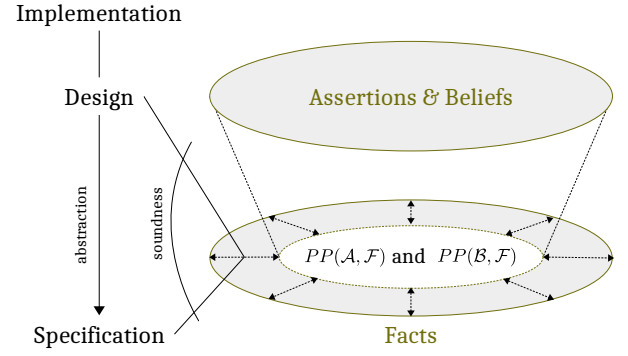 Implementation
Design
Assertions & Beliefs
abstraction
soundness
PP(𝒜, ℱ) and PP(ℬ, ℱ)
Specification
Facts